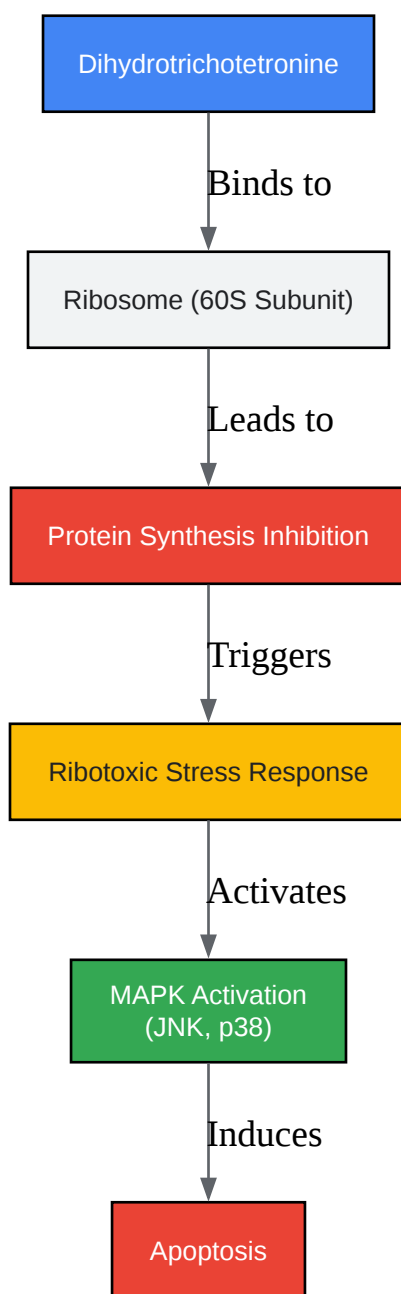 Dihydrotrichotetronine
Binds to
Ribosome (60S Subunit)
Leads to
Protein Synthesis Inhibition
Triggers
Ribotoxic Stress Response
Activates
MAPK Activation
(JNK, p38)
Induces
Apoptosis